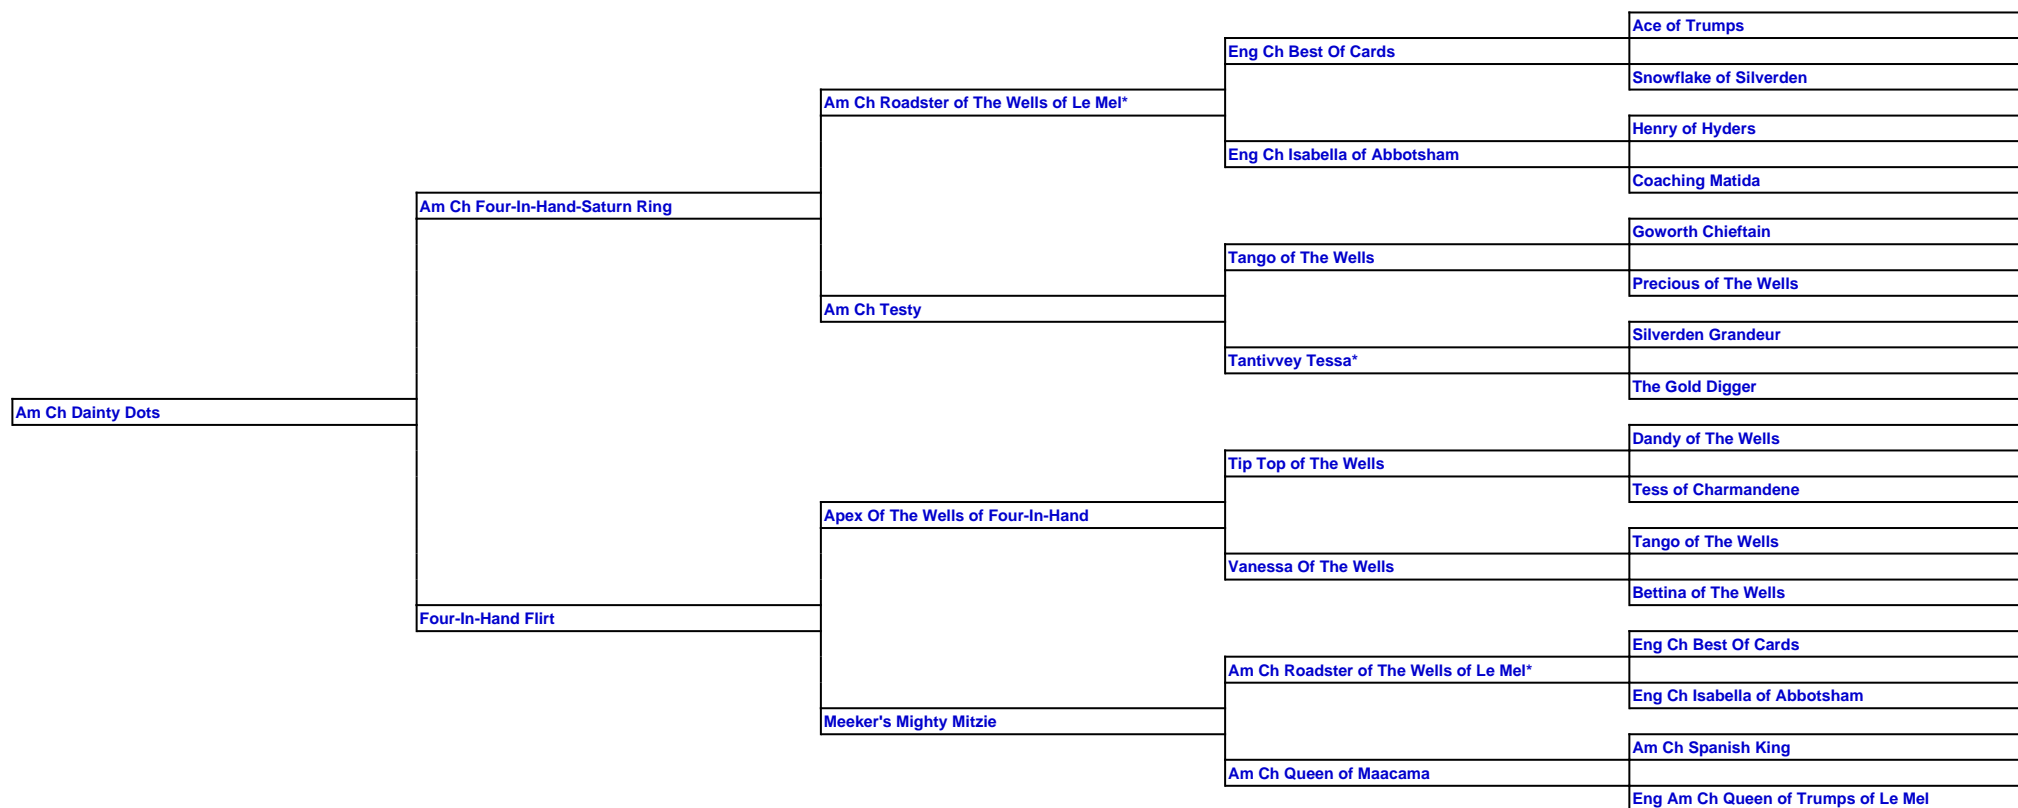 Ace of Trumps
Eng Ch Best Of Cards
Snowflake of Silverden
Am Ch Roadster of The Wells of Le Mel*
Henry of Hyders
Eng Ch Isabella of Abbotsham
Coaching Matida
Am Ch Four-In-Hand-Saturn Ring
Goworth Chieftain
Tango of The Wells
Precious of The Wells
Am Ch Testy
Silverden Grandeur
Tantivvey Tessa*
The Gold Digger
Am Ch Dainty Dots
Dandy of The Wells
Tip Top of The Wells
Tess of Charmandene
Apex Of The Wells of Four-In-Hand
Tango of The Wells
Vanessa Of The Wells
Bettina of The Wells
Four-In-Hand Flirt
Eng Ch Best Of Cards
Am Ch Roadster of The Wells of Le Mel*
Eng Ch Isabella of Abbotsham
Meeker's Mighty Mitzie
Am Ch Spanish King
Am Ch Queen of Maacama
Eng Am Ch Queen of Trumps of Le Mel